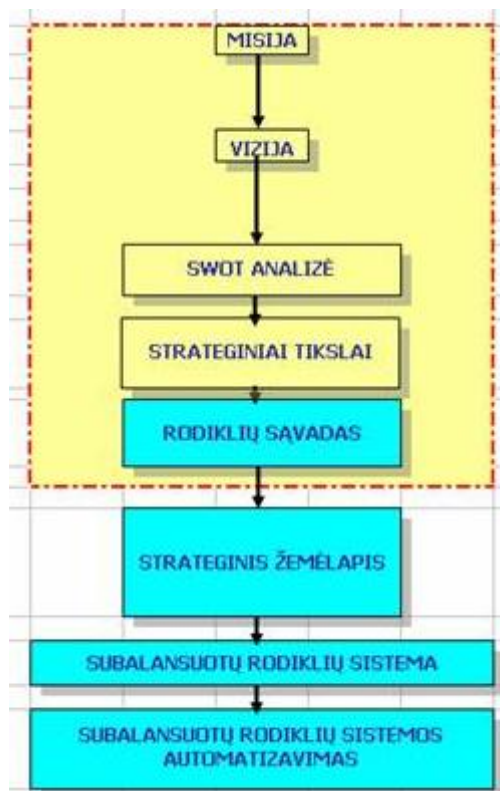 MISIJA
VIZIJA
SWOT ANALIZĖ
STRATEGINIAI TIKSLAI
RODIKLIŲ SĄVADAS
STRATEGINIS ŽEMĖLAPIS
SUBALANSUOTŲ RODIKLIŲ SISTEMA
SUBALANSUOTŲ RODIKLIŲ SISTEMOS
AUTOMATIZAVIMAS